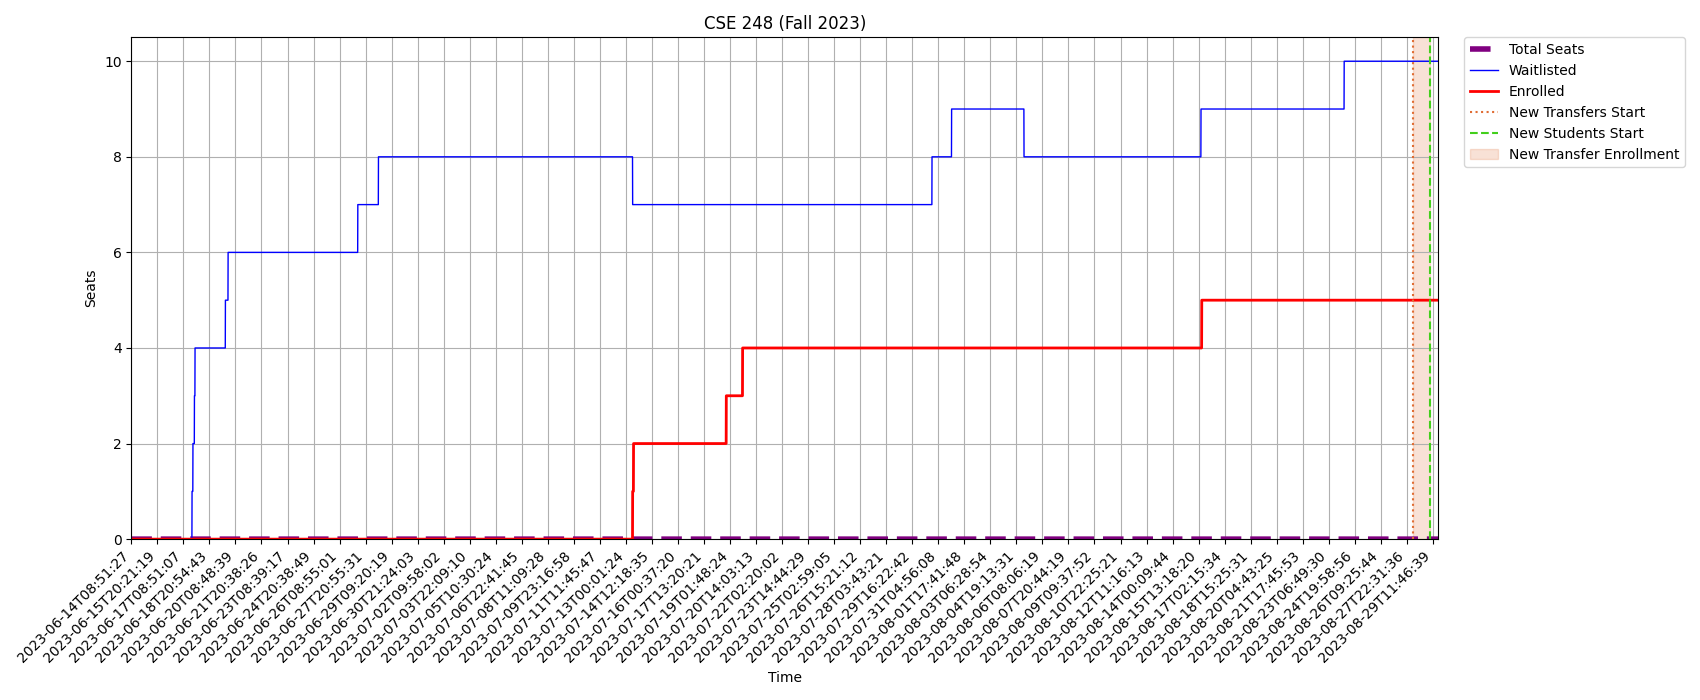 CSE 248 (Fall 2023)
Total Seats
Waitlisted
Enrolled
New Transfers Start
New Students Start
New Transfer Enrollment
Seats
10
8
6
4
2
0
2023-06-14T08:51:27
2023-06-15T20:21:19
2023-06-17T08:51:07
2023-06-18T20:54:43
2023-06-20T08:48:39
2023-06-21T20:38:26
2023-06-23T08:39:17
2023-06-24T20:38:49
2023-06-26T08:55:01
2023-06-27T20:55:31
2023-06-29T09:20:19
2023-06-30T21:24:03
2023-07-02T09:58:02
2023-07-03T22:09:10
2023-07-05T10:30:24
2023-07-06T22:41:45
2023-07-08T11:09:28
2023-07-09T23:16:58
2023-07-11T11:45:47
2023-07-13T00:01:24
2023-07-14T12:18:35
2023-07-16T00:37:20
2023-07-17T13:20:21
2023-07-19T01:48:24
2023-07-20T14:03:13
2023-07-22T02:20:02
2023-07-23T14:44:29
2023-07-25T02:59:05
2023-07-26T15:21:12
2023-07-28T03:43:21
2023-07-29T16:22:42
2023-07-31T04:56:08
2023-08-01T17:41:48
2023-08-03T06:28:54
2023-08-04T19:13:31
2023-08-06T08:06:19
2023-08-07T20:44:19
2023-08-09T09:37:52
2023-08-10T22:25:21
2023-08-12T11:16:13
2023-08-14T00:09:44
2023-08-15T13:18:20
2023-08-17T02:15:34
2023-08-18T15:25:31
2023-08-20T04:43:25
2023-08-21T17:45:53
2023-08-23T06:49:30
2023-08-24T19:58:56
2023-08-26T09:25:44
2023-08-27T22:31:36
2023-08-29T11:46:39
Time